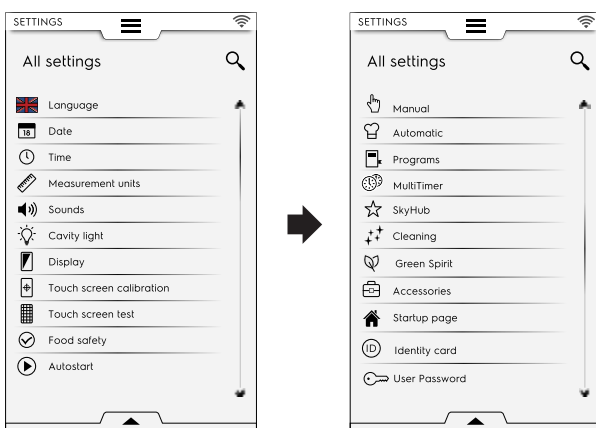 SETTINGS
All settings
Language
18 Date
Time
Measurement units
Sounds
Cavity light
Display
Touch screen calibration
Touch screen test
Food safety
Autostart
SETTINGS
All settings
Manual
Automatic
Programs
MultiTimer
SkyHub
Cleaning
Green Spirit
Accessories
Startup page
ID Identity card
User Password